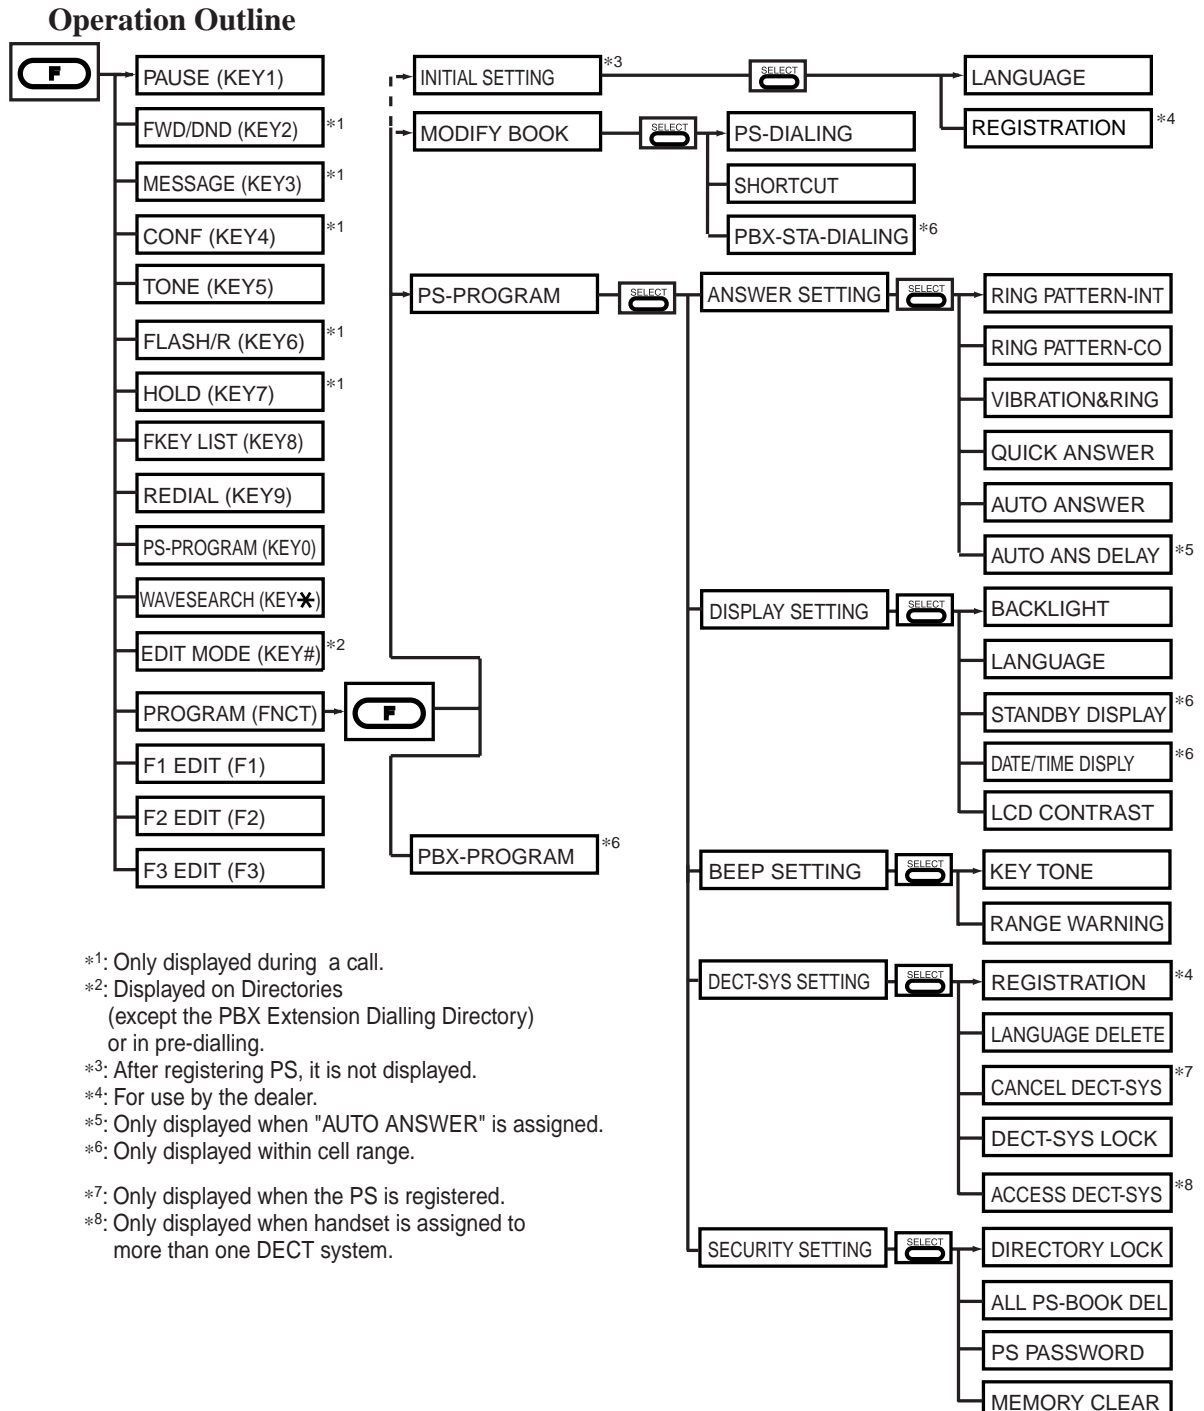 Operation Outline
F
PAUSE (KEY1)
FWD/DND (KEY2) *1
MESSAGE (KEY3) *1
CONF (KEY4) *1
TONE (KEY5)
FLASH/R (KEY6) *1
HOLD (KEY7) *1
FKEY LIST (KEY8)
REDIAL (KEY9)
PS-PROGRAM (KEY0)
WAVESEARCH (KEY✱)
EDIT MODE (KEY#) *2
PROGRAM (FNCT)
F
F1 EDIT (F1)
F2 EDIT (F2)
F3 EDIT (F3)
INITIAL SETTING *3
SELECT
LANGUAGE
REGISTRATION *4
MODIFY BOOK
SELECT
PS-DIALING
SHORTCUT
PBX-STA-DIALING *6
PS-PROGRAM
SELECT
ANSWER SETTING
SELECT
RING PATTERN-INT
RING PATTERN-CO
VIBRATION&RING
QUICK ANSWER
AUTO ANSWER
AUTO ANS DELAY *5
DISPLAY SETTING
SELECT
BACKLIGHT
LANGUAGE
STANDBY DISPLAY *6
DATE/TIME DISPLY *6
LCD CONTRAST
BEEP SETTING
SELECT
KEY TONE
RANGE WARNING
DECT-SYS SETTING
SELECT
REGISTRATION *4
LANGUAGE DELETE
CANCEL DECT-SYS *7
DECT-SYS LOCK
ACCESS DECT-SYS *8
SECURITY SETTING
SELECT
DIRECTORY LOCK
ALL PS-BOOK DEL
PS PASSWORD
MEMORY CLEAR
PBX-PROGRAM *6
*1: Only displayed during a call.
*2: Displayed on Directories
(except the PBX Extension Dialling Directory)
or in pre-dialling.
*3: After registering PS, it is not displayed.
*4: For use by the dealer.
*5: Only displayed when "AUTO ANSWER" is assigned.
*6: Only displayed within cell range.
*7: Only displayed when the PS is registered.
*8: Only displayed when handset is assigned to
more than one DECT system.